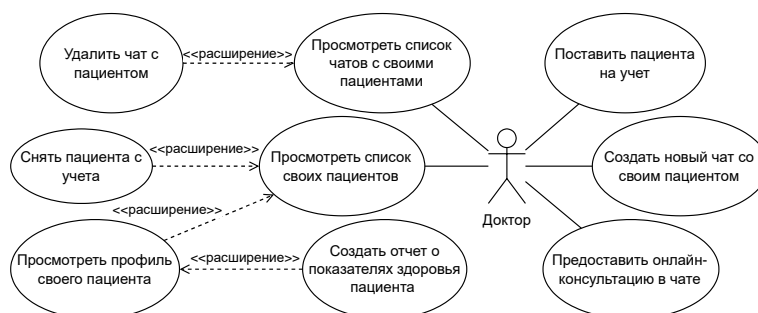 Удалить чат с
пациентом
<<расширение>>
Просмотреть список
чатов с своими
пациентами
Поставить пациента
на учет
Снять пациента с
учета
<<расширение>>
Просмотреть список
своих пациентов
Создать новый чат со
своим пациентом
<<расширение>>
Доктор
Просмотреть профиль
своего пациента
<<расширение>>
Создать отчет о
показателях здоровья
пациента
Предоставить онлайн-
консультацию в чате